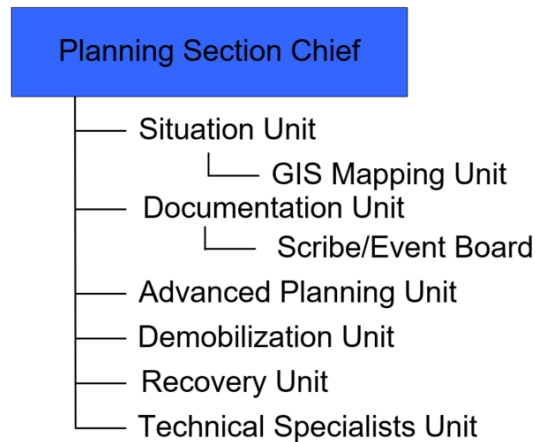 Planning Section Chief
Situation Unit
GIS Mapping Unit
Documentation Unit
Scribe/Event Board
Advanced Planning Unit
Demobilization Unit
Recovery Unit
Technical Specialists Unit